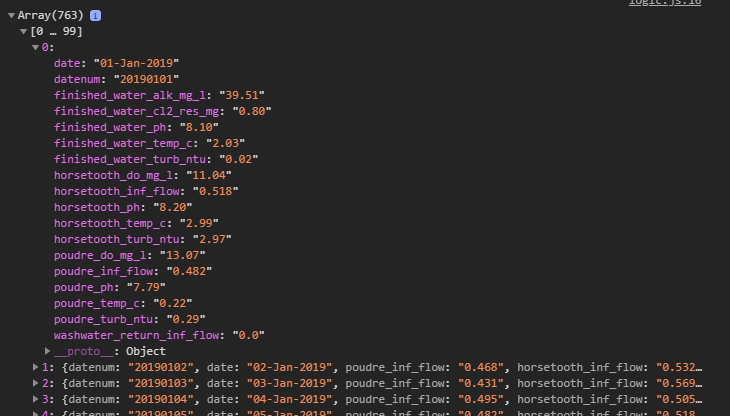 logic.js:16
Array(763) i
[0 … 99]
0:
date: "01-Jan-2019"
datenum: "20190101"
finished_water_alk_mg_l: "39.51"
finished_water_cl2_res_mg: "0.80"
finished_water_ph: "8.10"
finished_water_temp_c: "2.03"
finished_water_turb_ntu: "0.02"
horsetooth_do_mg_l: "11.04"
horsetooth_inf_flow: "0.518"
horsetooth_ph: "8.20"
horsetooth_temp_c: "2.99"
horsetooth_turb_ntu: "2.97"
poudre_do_mg_l: "13.07"
poudre_inf_flow: "0.482"
poudre_ph: "7.79"
poudre_temp_c: "0.22"
poudre_turb_ntu: "0.29"
washwater_return_inf_flow: "0.0"
__proto__: Object
1: {datenum: "20190102", date: "02-Jan-2019", poudre_inf_flow: "0.468", horsetooth_inf_flow: "0.532…
2: {datenum: "20190103", date: "03-Jan-2019", poudre_inf_flow: "0.431", horsetooth_inf_flow: "0.569…
3: {datenum: "20190104", date: "04-Jan-2019", poudre_inf_flow: "0.495", horsetooth_inf_flow: "0.505…
4: {datenum: "20190105", date: "05-Jan-2019", poudre_inf_flow: "0.482", horsetooth_inf_flow: "0.518…